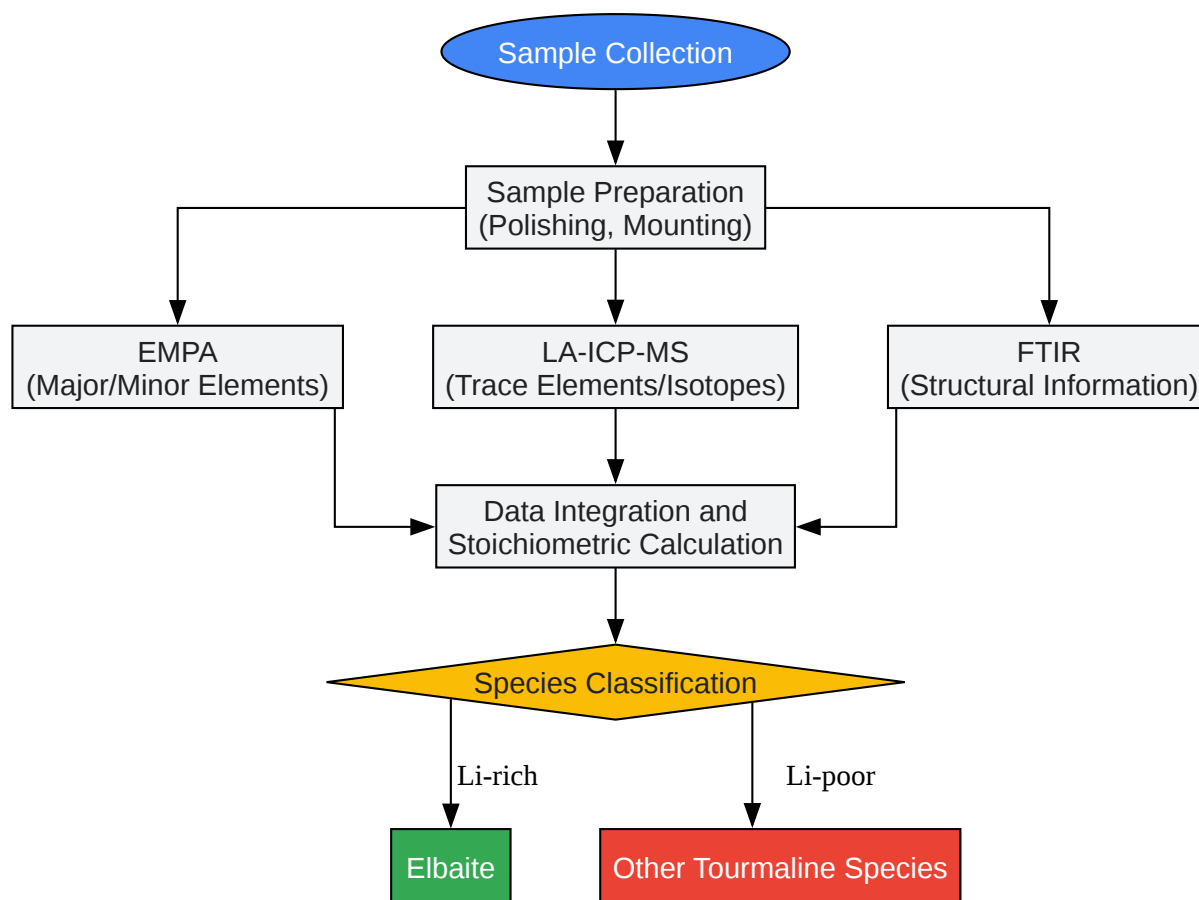 Sample Collection
Sample Preparation
(Polishing, Mounting)
EMPA
(Major/Minor Elements)
LA-ICP-MS
(Trace Elements/Isotopes)
FTIR
(Structural Information)
Data Integration and
Stoichiometric Calculation
Species Classification
Li-rich
Li-poor
Elbaite
Other Tourmaline Species